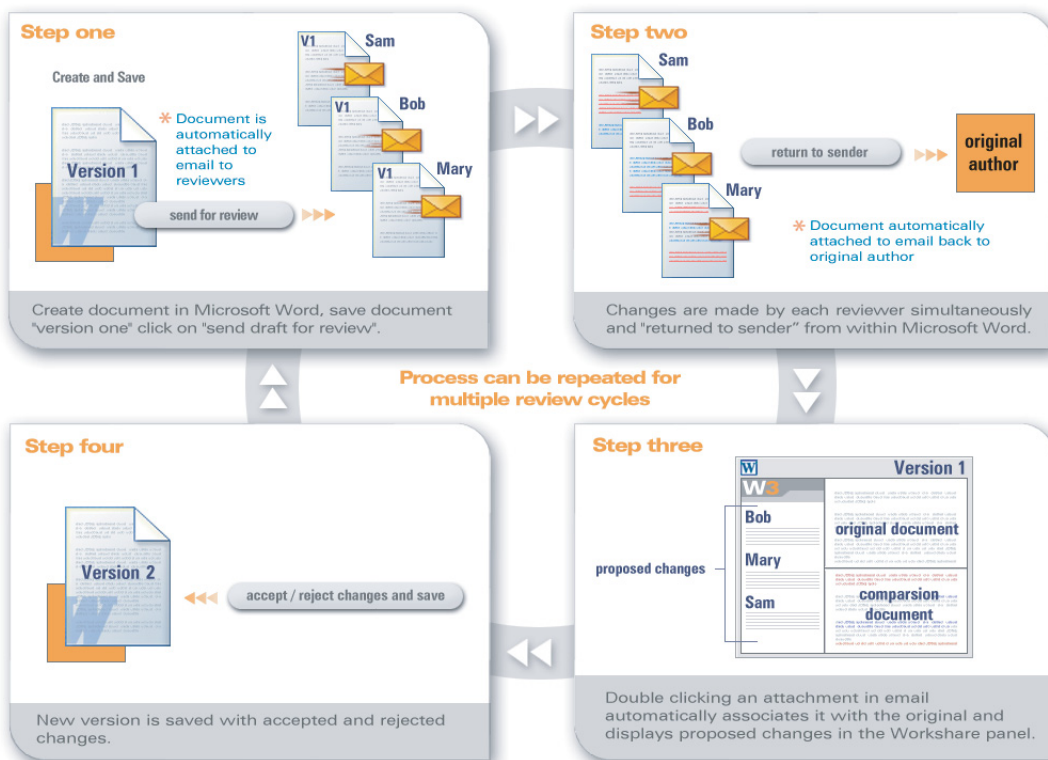 Step one
Create and Save
V1
Sam
V1
Bob
V1
Mary
* Document is
automatically
attached to
email to
reviewers
Version 1
send for review
Create document in Microsoft Word, save document
"version one" click on "send draft for review".
Step two
Sam
Bob
Mary
return to sender
original
author
* Document automatically
attached to email back to
original author
Changes are made by each reviewer simultaneously
and "returned to sender” from within Microsoft Word.
Process can be repeated for
multiple review cycles
Step four
Version 2
accept / reject changes and save
New version is saved with accepted and rejected
changes.
Step three
W
Version 1
W3
Bob
Mary
Sam
proposed changes
original document
comparsion
document
Double clicking an attachment in email
automatically associates it with the original and
displays proposed changes in the Workshare panel.